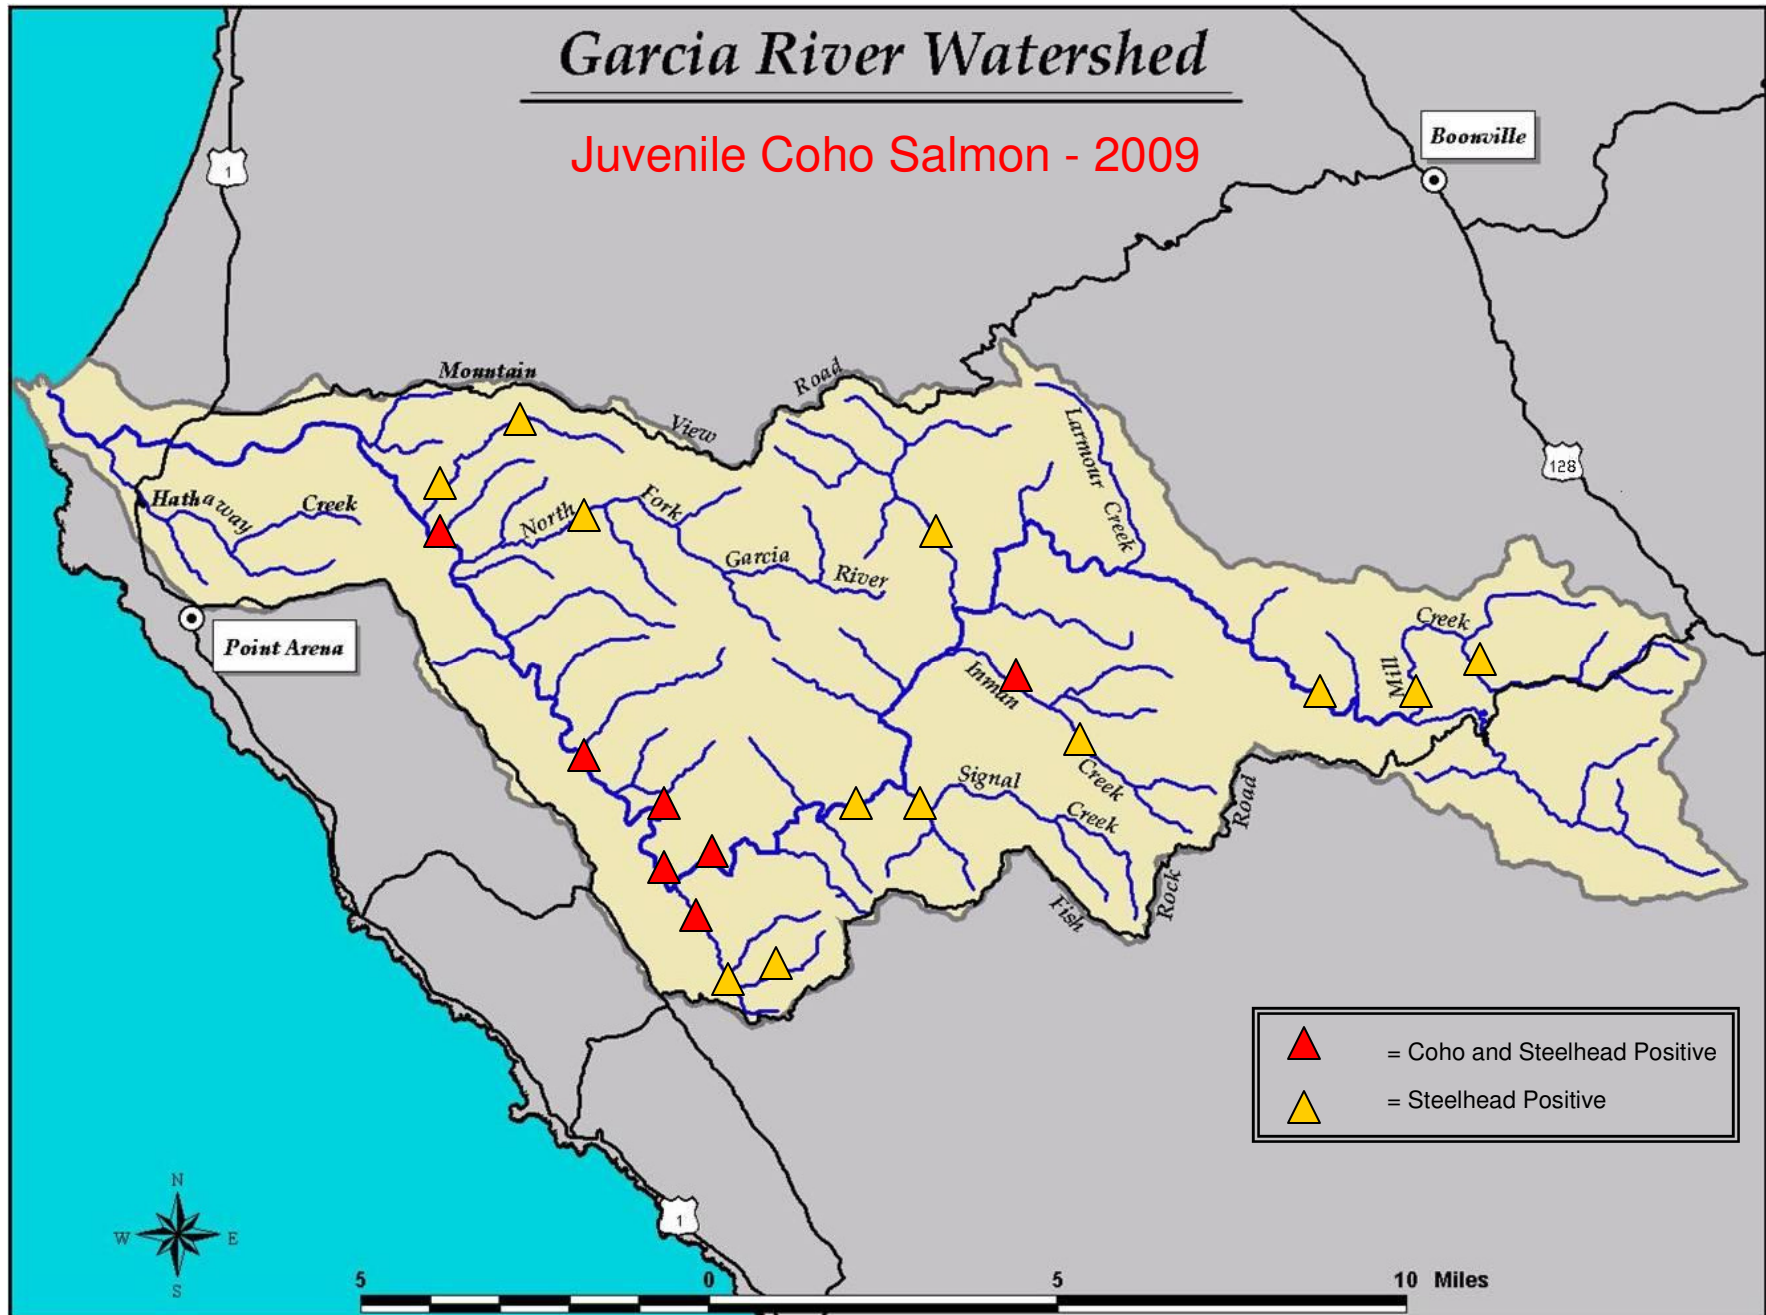 Garcia River Watershed
Juvenile Coho Salmon - 2009
Boonville
1
Mountain
View
Road
Larmour
Creek
128
Hathaway
Creek
North
Fork
Garcia
River
Point Arena
Inman
Creek
Mill
Creek
Signal
Creek
Fish
Rock
Road
= Coho and Steelhead Positive
= Steelhead Positive
N
W
E
S
1
5
0
5
10 Miles